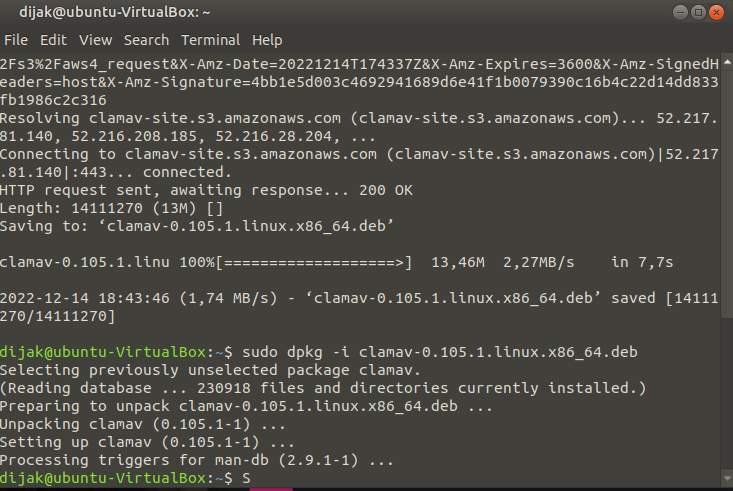 dijak@ubuntu-VirtualBox: ~
File Edit View Search Terminal Help
2Fs3%2Faws4_request&X-Amz-Date=20221214T174337Z&X-Amz-Expires=3600&X-Amz-SignedH
eaders=host&X-Amz-Signature=4bb1e5d003c4692941689d6e41f1b0079390c16b4c22d14dd833
fb1986c2c316
Resolving clamav-site.s3.amazonaws.com (clamav-site.s3.amazonaws.com)... 52.217.
81.140, 52.216.208.185, 52.216.28.204, ...
Connecting to clamav-site.s3.amazonaws.com (clamav-site.s3.amazonaws.com)|52.217
.81.140|:443... connected.
HTTP request sent, awaiting response... 200 OK
Length: 14111270 (13M) []
Saving to: ‘clamav-0.105.1.linux.x86_64.deb’
clamav-0.105.1.linu 100%[===================>]  13,46M  2,27MB/s    in 7,7s
2022-12-14 18:43:46 (1,74 MB/s) - ‘clamav-0.105.1.linux.x86_64.deb’ saved [14111
270/14111270]
dijak@ubuntu-VirtualBox:~$ sudo dpkg -i clamav-0.105.1.linux.x86_64.deb
Selecting previously unselected package clamav.
(Reading database ... 230918 files and directories currently installed.)
Preparing to unpack clamav-0.105.1.linux.x86_64.deb ...
Unpacking clamav (0.105.1-1) ...
Setting up clamav (0.105.1-1) ...
Processing triggers for man-db (2.9.1-1) ...
dijak@ubuntu-VirtualBox:~$ S